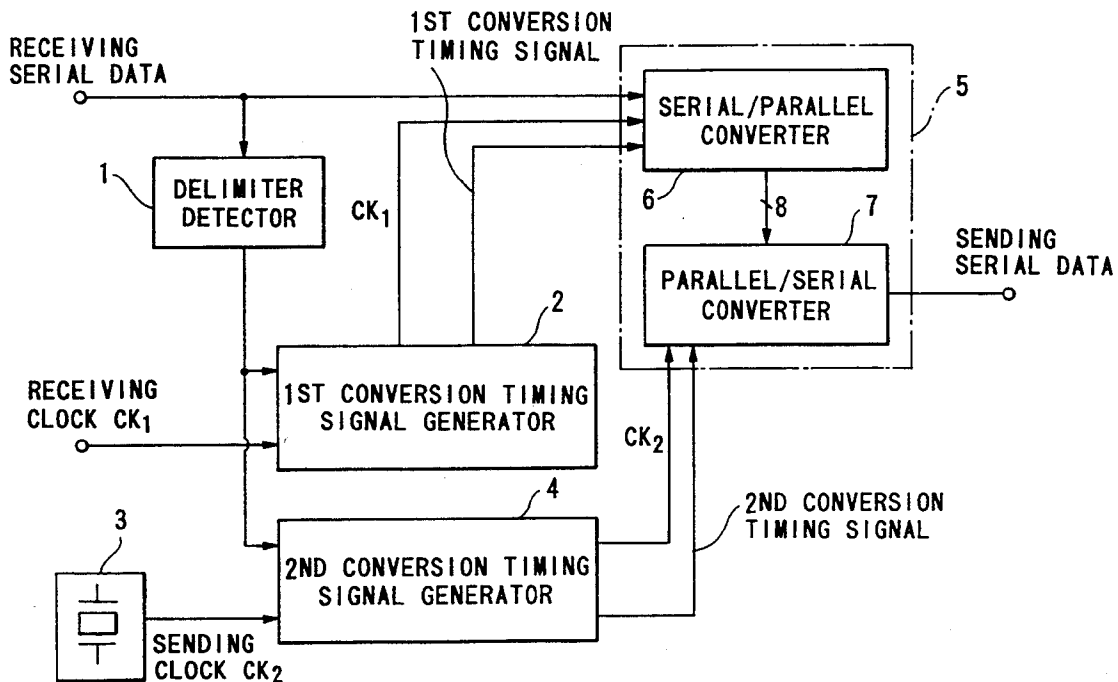 1ST CONVERSION
TIMING SIGNAL
RECEIVING
SERIAL DATA
5
SERIAL/PARALLEL
CONVERTER
1
DELIMITER
DETECTOR
CK1
6
8
7
SENDING
SERIAL DATA
PARALLEL/SERIAL
CONVERTER
2
RECEIVING
CLOCK CK1
1ST CONVERSION TIMING
SIGNAL GENERATOR
CK2
4
2ND CONVERSION
TIMING SIGNAL
3
2ND CONVERSION TIMING
SIGNAL GENERATOR
SENDING
CLOCK CK2